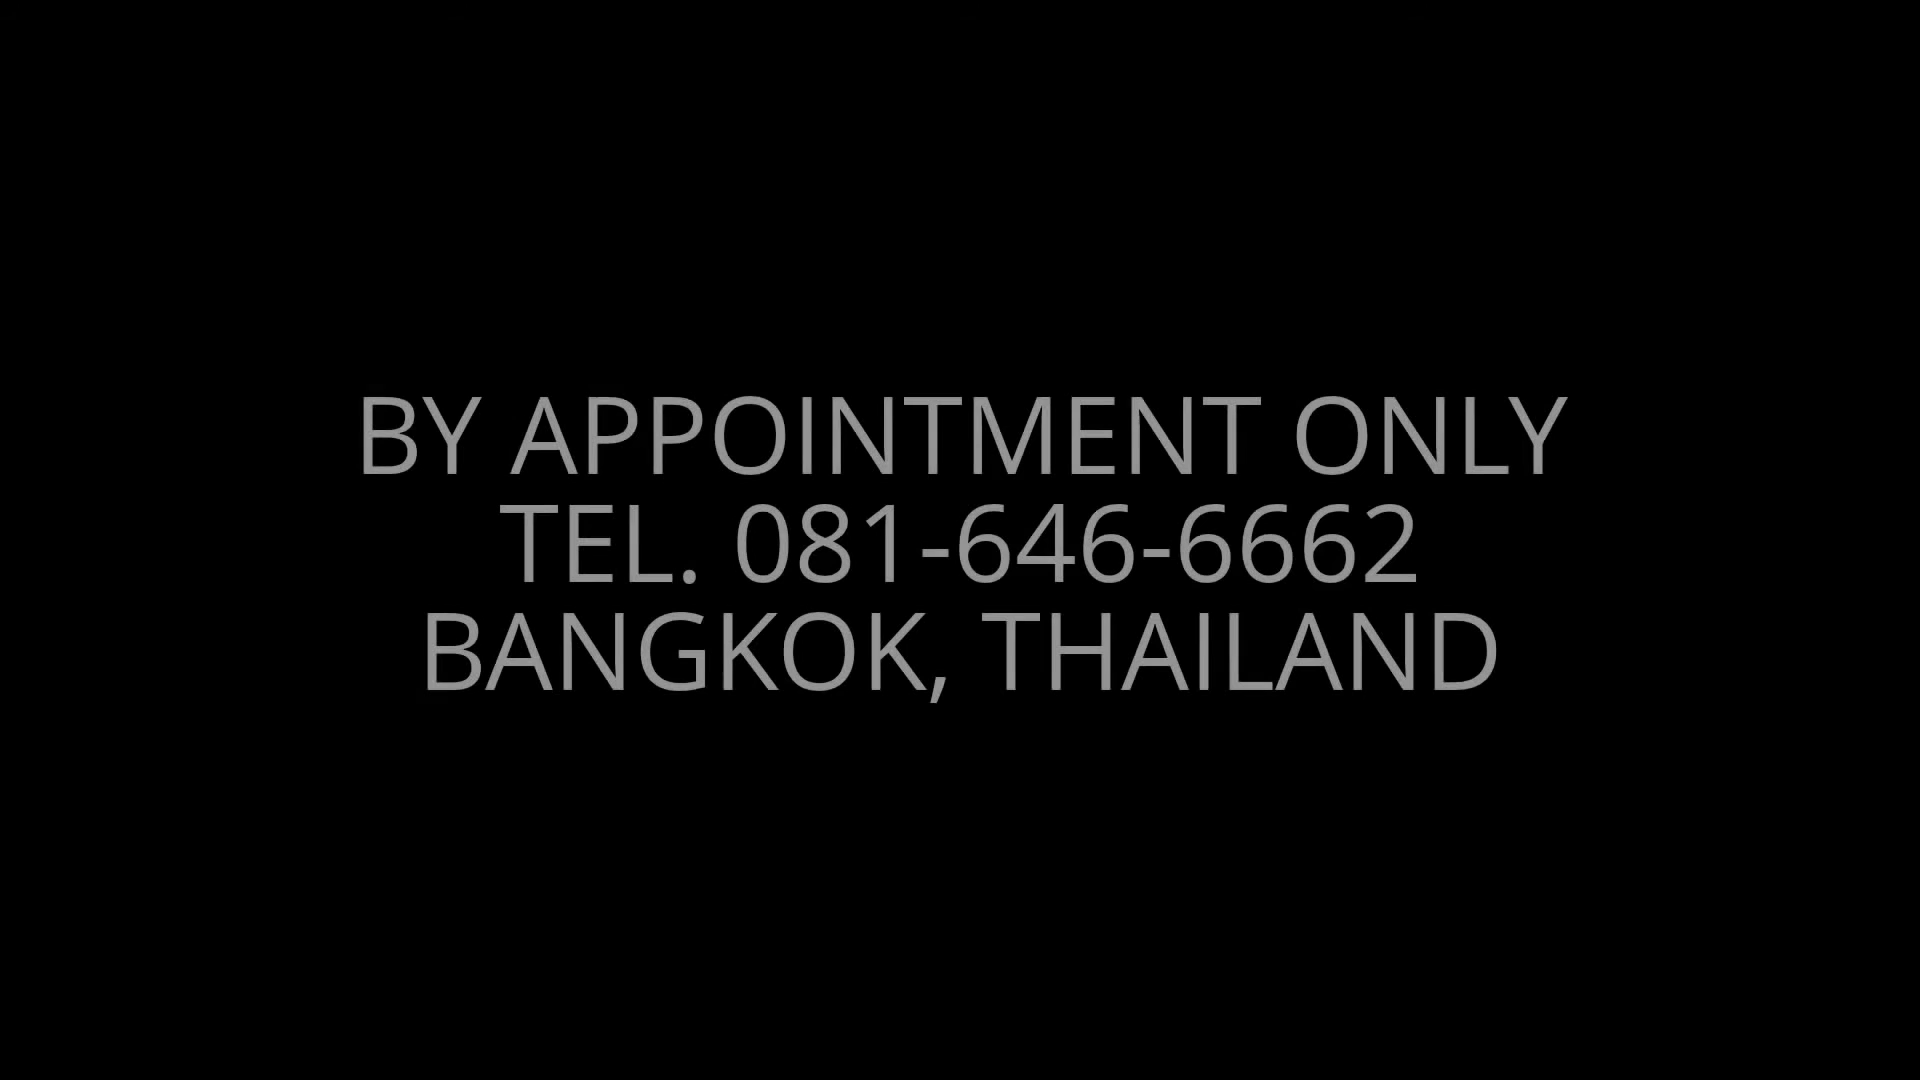 BY APPOINTMENT ONLY
TEL. 081-646-6662
BANGKOK, THAILAND